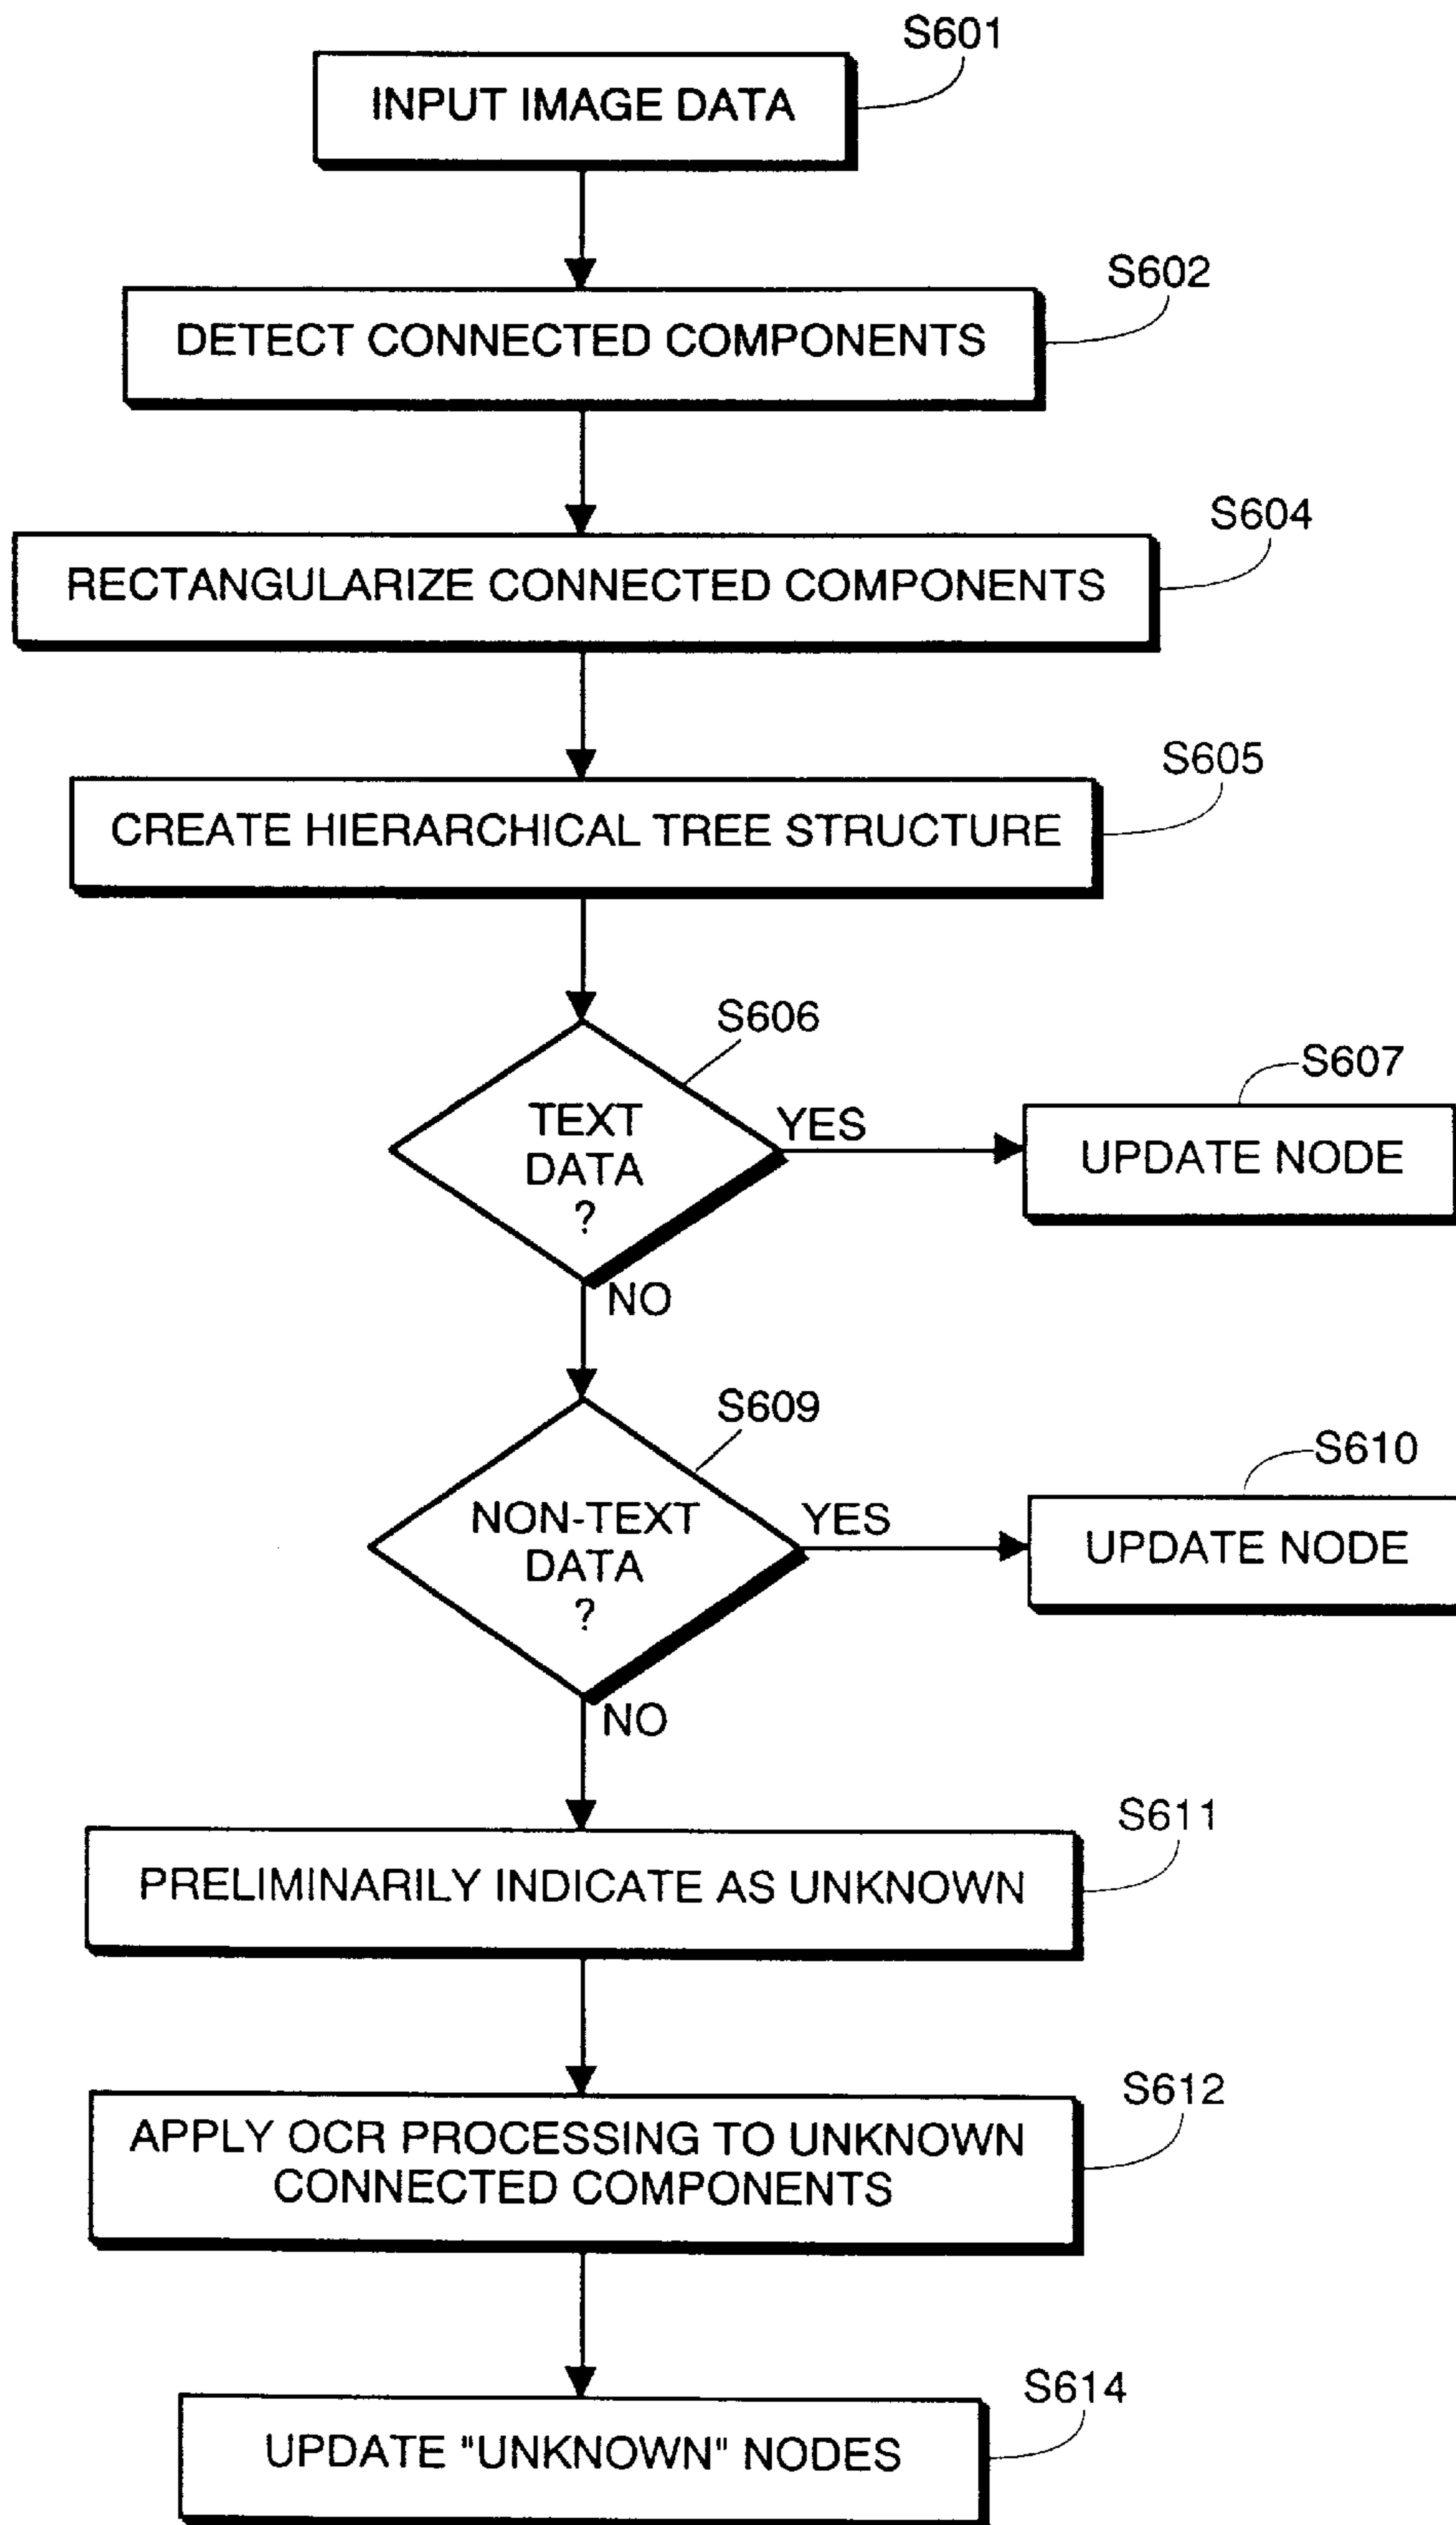 S601
INPUT IMAGE DATA
S602
DETECT CONNECTED COMPONENTS
S604
RECTANGULARIZE CONNECTED COMPONENTS
S605
CREATE HIERARCHICAL TREE STRUCTURE
S606
TEXT
DATA
?
YES
NO
S607
UPDATE NODE
S609
NON-TEXT
DATA
?
YES
NO
S610
UPDATE NODE
S611
PRELIMINARILY INDICATE AS UNKNOWN
S612
APPLY OCR PROCESSING TO UNKNOWN
CONNECTED COMPONENTS
S614
UPDATE "UNKNOWN" NODES